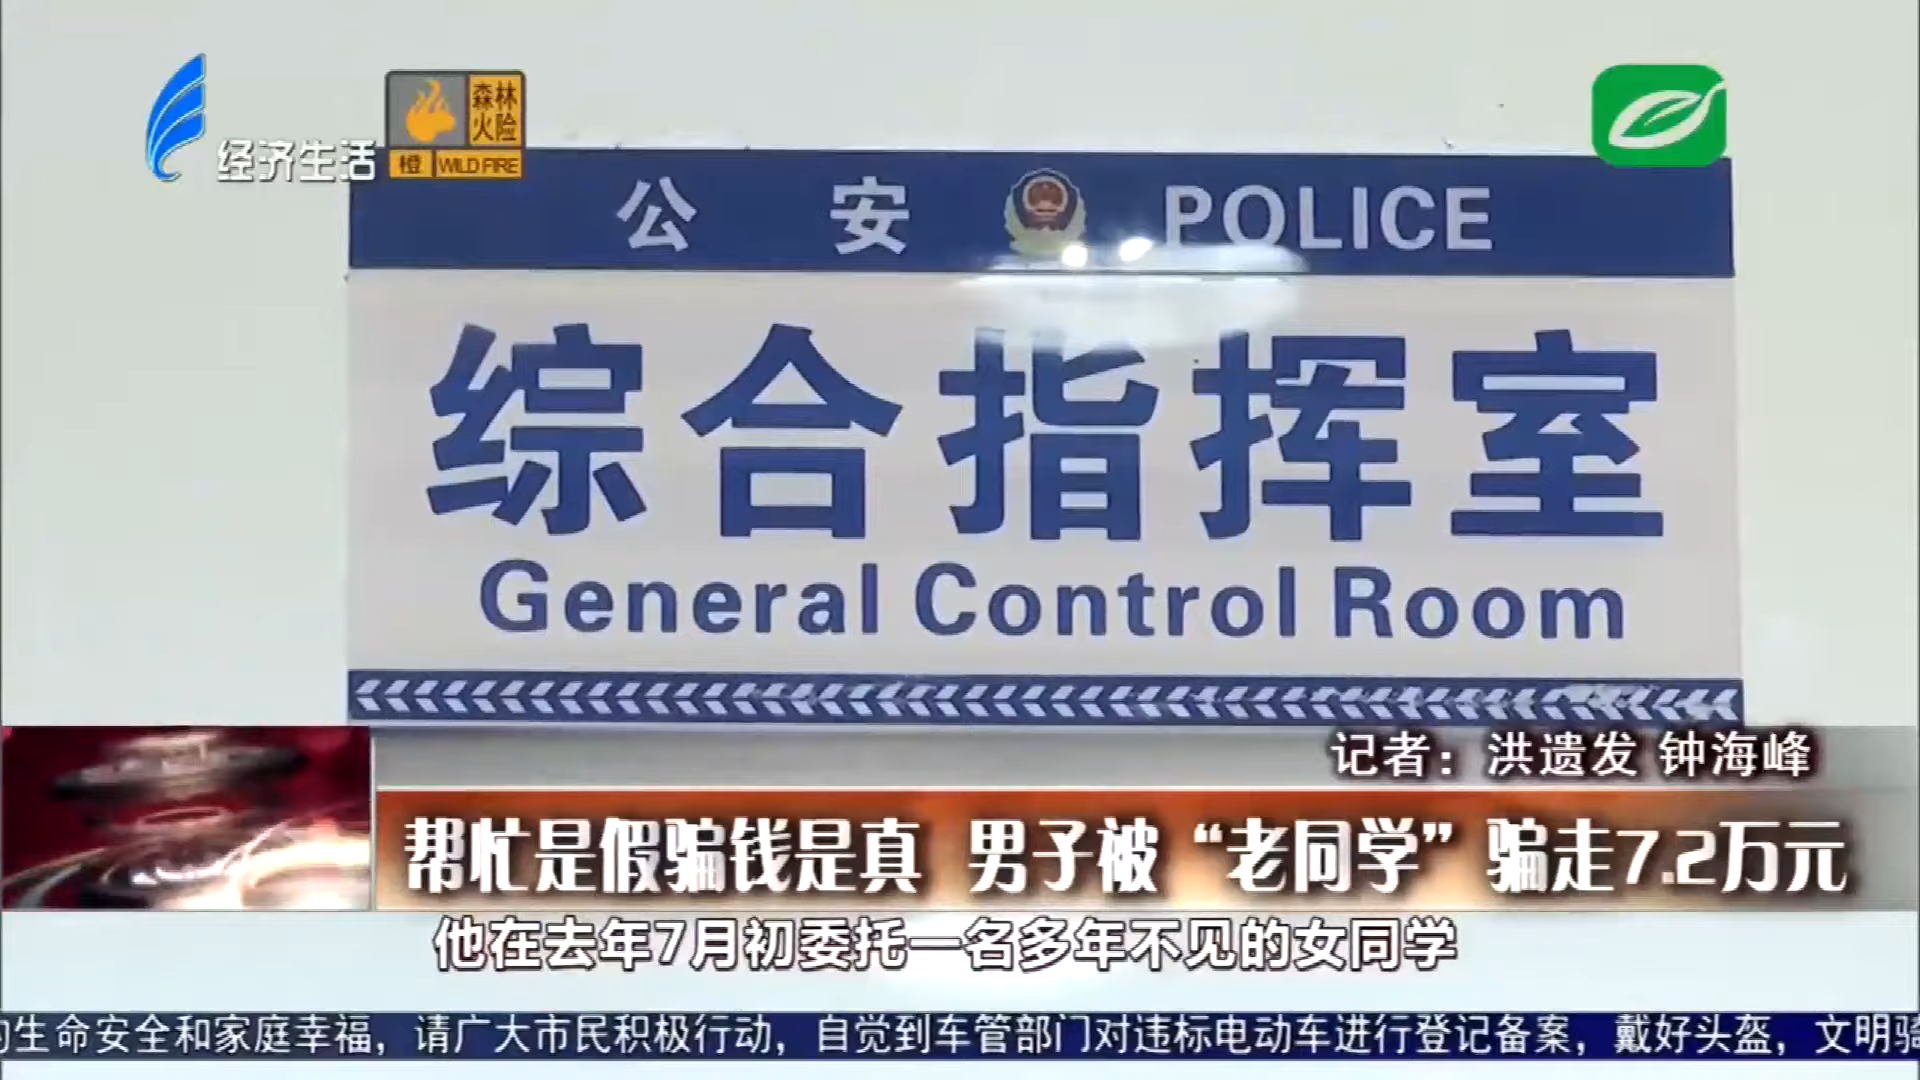 经济生活
森林
火险
橙 WILD FIRE
公安 POLICE
综合指挥室
General Control Room
记者：洪遗发 钟海峰
帮忙是假骗钱是真 男子被“老同学”骗走7.2万元
他在去年7月初委托一名多年不见的女同学
的生命安全和家庭幸福，请广大市民积极行动，自觉到车管部门对违标电动车进行登记备案，戴好头盔，文明骑